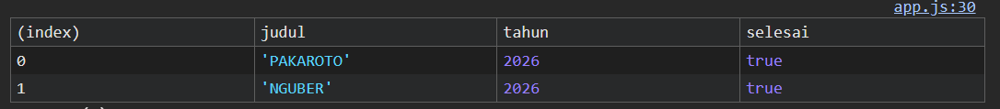 app.js:30
(index) judul tahun selesai
0 'PAKAROTO' 2026 true
1 'NGUBER' 2026 true